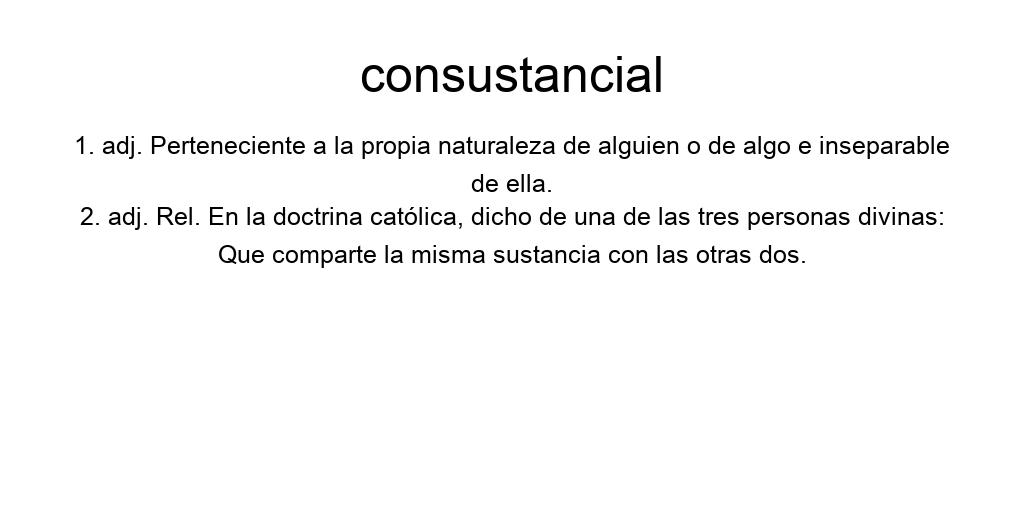 consustancial
1. adj. Perteneciente a la propia naturaleza de alguien o de algo e inseparable
de ella.
2. adj. Rel. En la doctrina católica, dicho de una de las tres personas divinas:
Que comparte la misma sustancia con las otras dos.